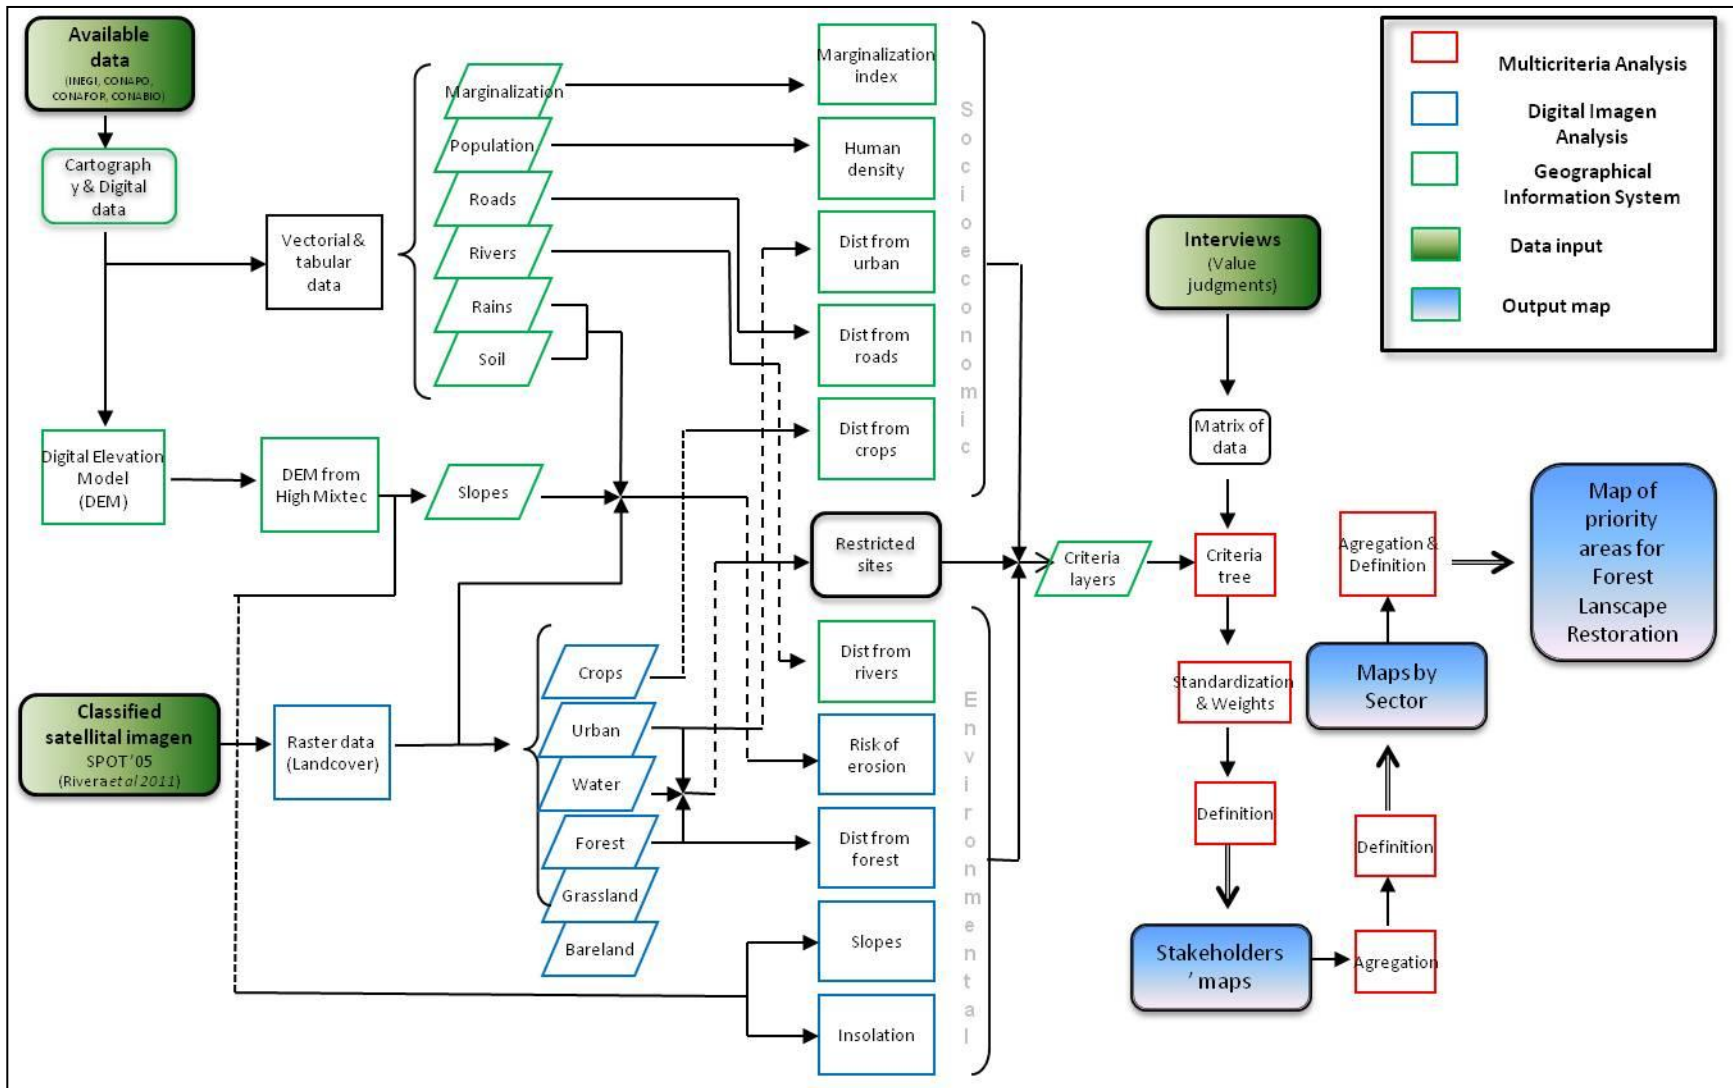 Available
data
(INEGI, CONAPO,
CONAFOR, CONABIO)
Cartograph
y & Digital
data
Vectorial &
tabular
data
Digital Elevation
Model
(DEM)
DEM from
High Mixtec
Slopes
Classified
satellital imagen
SPOT'05
(Rivera et al 2011)
Raster data
(Landcover)
Marginalization
Population
Roads
Rivers
Rains
Soil
Crops
Urban
Water
Forest
Grassland
Bareland
Marginalization
index
Human
density
Dist from
urban
Dist from
roads
Dist from
crops
Restricted
sites
Dist from
rivers
Risk of
erosion
Dist from
forest
Slopes
Insolation
Socioeconomic
Environmental
Criteria
layers
Interviews
(Value
judgments)
Matrix of
data
Criteria
tree
Standardization
& Weights
Definition
Stakeholders
' maps
Agregation
Definition
Maps by
Sector
Agregation &
Definition
Map of
priority
areas for
Forest
Lanscape
Restoration
Multicriteria Analysis
Digital Imagen
Analysis
Geographical
Information System
Data input
Output map